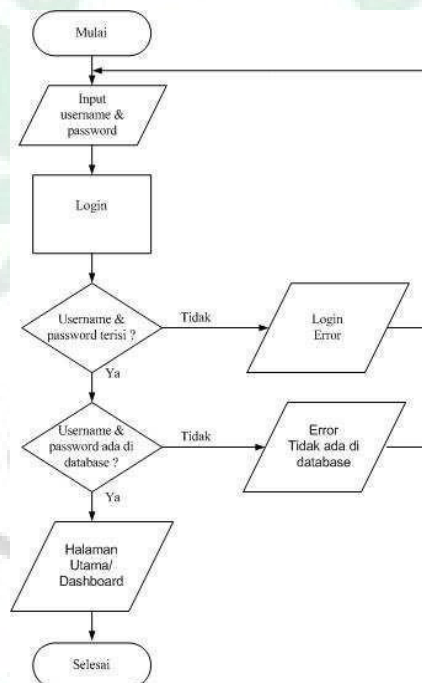 Mulai
Input
username &
password
Login
Username &
password terisi ?
Tidak
Login
Error
Ya
Username &
password ada di
database ?
Tidak
Error
Tidak ada di
database
Ya
Halaman
Utama/
Dashboard
Selesai